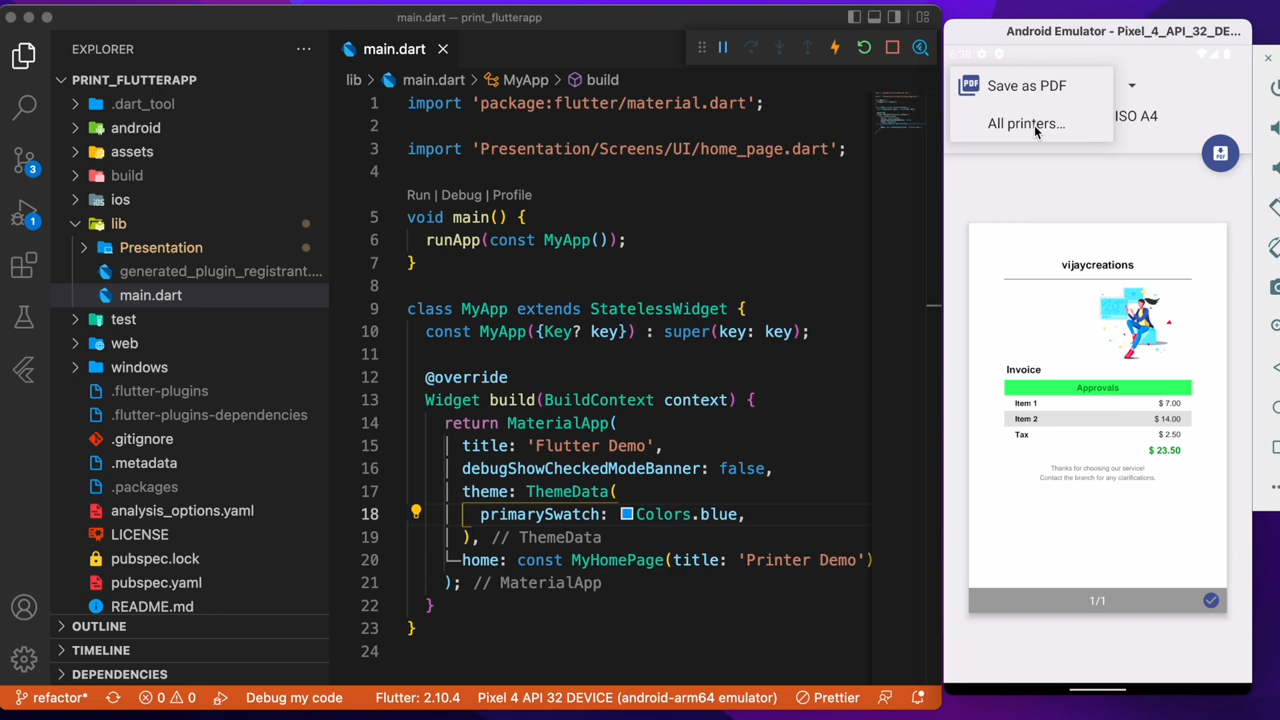 main.dart — print_flutterapp
EXPLORER
PRINT_FLUTTERAPP
.dart_tool
android
assets
build
ios
lib
Presentation
generated_plugin_registrant....
main.dart
test
web
windows
.flutter-plugins
.flutter-plugins-dependencies
.gitignore
.metadata
.packages
analysis_options.yaml
LICENSE
pubspec.lock
pubspec.yaml
README.md
OUTLINE
TIMELINE
DEPENDENCIES
3
1
main.dart
lib > main.dart > MyApp > build
1 import 'package:flutter/material.dart';
2
3 import 'Presentation/Screens/UI/home_page.dart';
4
Run | Debug | Profile
5 void main() {
6 runApp(const MyApp());
7 }
8
9 class MyApp extends StatelessWidget {
10 const MyApp({Key? key}) : super(key: key);
11
12 @override
13 Widget build(BuildContext context) {
14 return MaterialApp(
15 title: 'Flutter Demo',
16 debugShowCheckedModeBanner: false,
17 theme: ThemeData(
18 primarySwatch: Colors.blue,
19 ), // ThemeData
20 home: const MyHomePage(title: 'Printer Demo')
21 ); // MaterialApp
22 }
23 }
24
refactor* 0 0 Debug my code Flutter: 2.10.4 Pixel 4 API 32 DEVICE (android-arm64 emulator) Prettier
Android Emulator - Pixel_4_API_32_DE...
PDF Save as PDF
All printers...
ISO A4
PDF
vijaycreations
Invoice
Approvals
Item 1 $ 7.00
Item 2 $ 14.00
Tax $ 2.50
$ 23.50
Thanks for choosing our service!
Contact the branch for any clarifications.
1/1